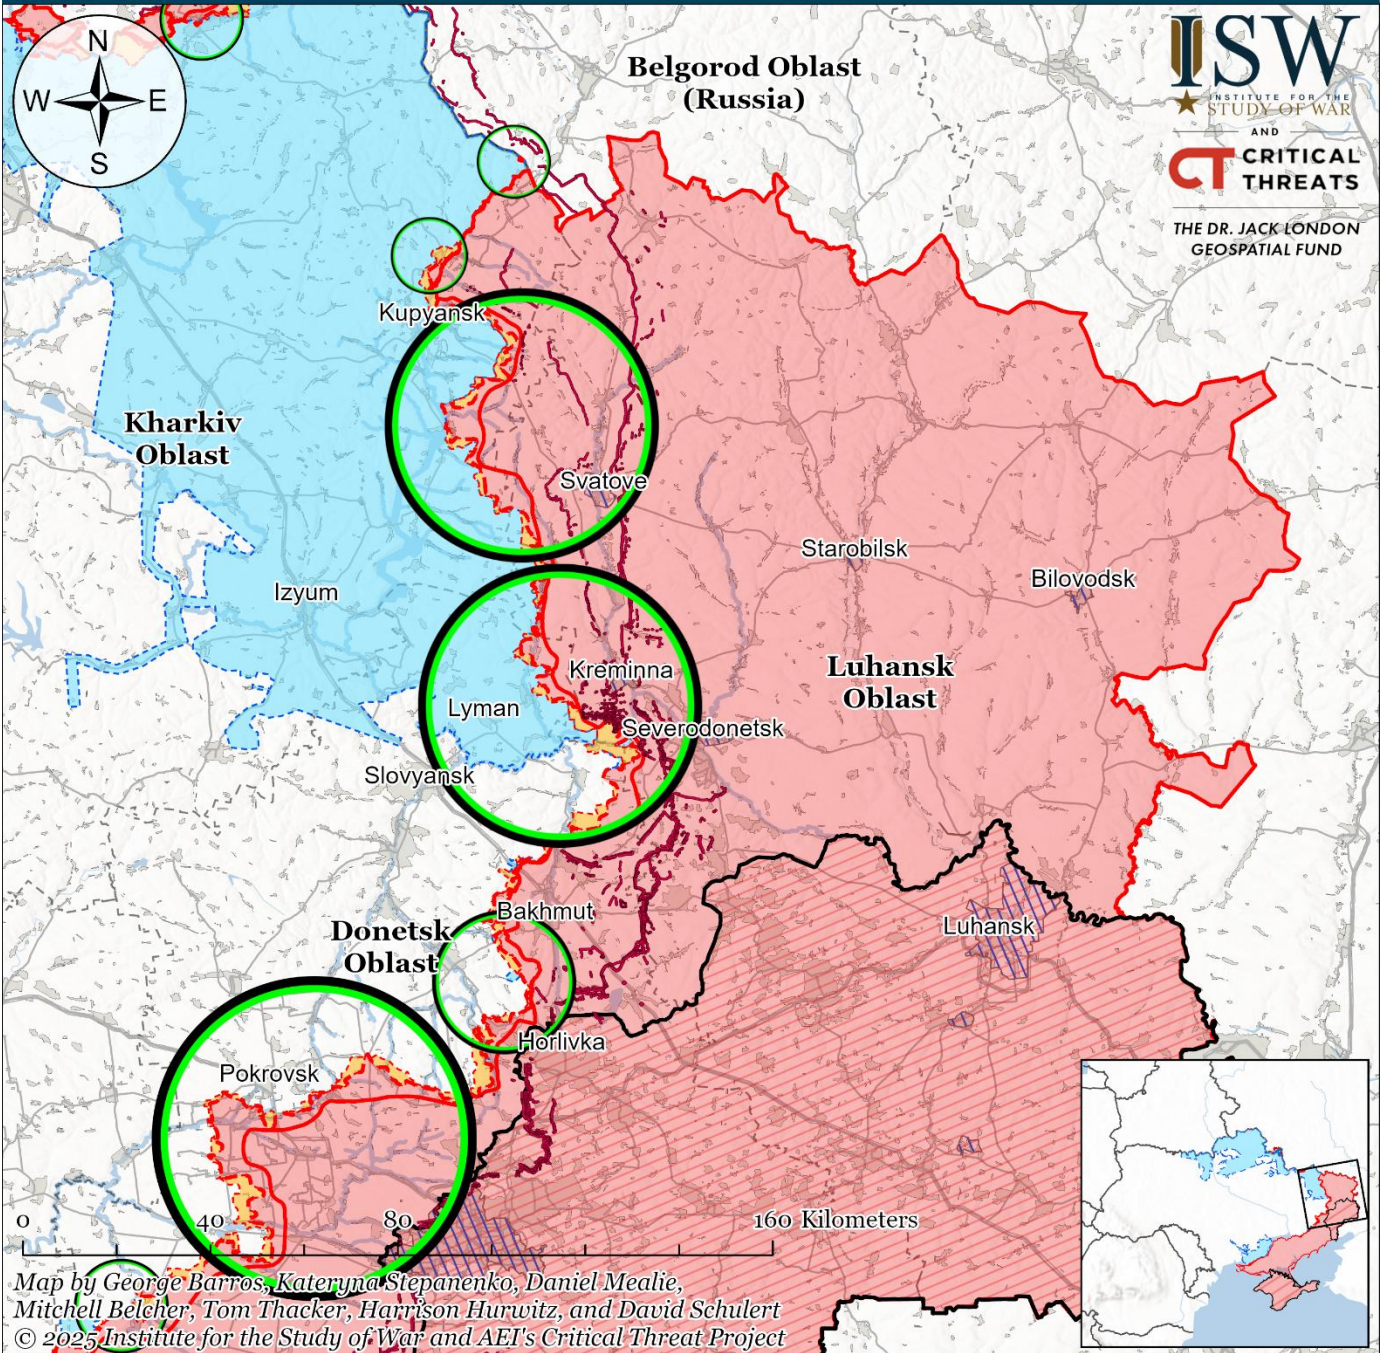 N
W
E
S
Belgorod Oblast
(Russia)
ISW
INSTITUTE FOR THE
STUDY OF WAR
AND
CT CRITICAL
THREATS
THE DR. JACK LONDON
GEOSPATIAL FUND
Kupyansk
Kharkiv
Oblast
Svatove
Starobilsk
Bilovodsk
Izyum
Kreminna
Luhansk
Oblast
Lyman
Severodonetsk
Slovyansk
Bakhmut
Luhansk
Donetsk
Oblast
Horlivka
Pokrovsk
0 40 80 160 Kilometers
Map by George Barros, Kateryna Stepanenko, Daniel Mealie,
Mitchell Belcher, Tom Thacker, Harrison Hurwitz, and David Schulert
© 2025 Institute for the Study of War and AEI's Critical Threat Project